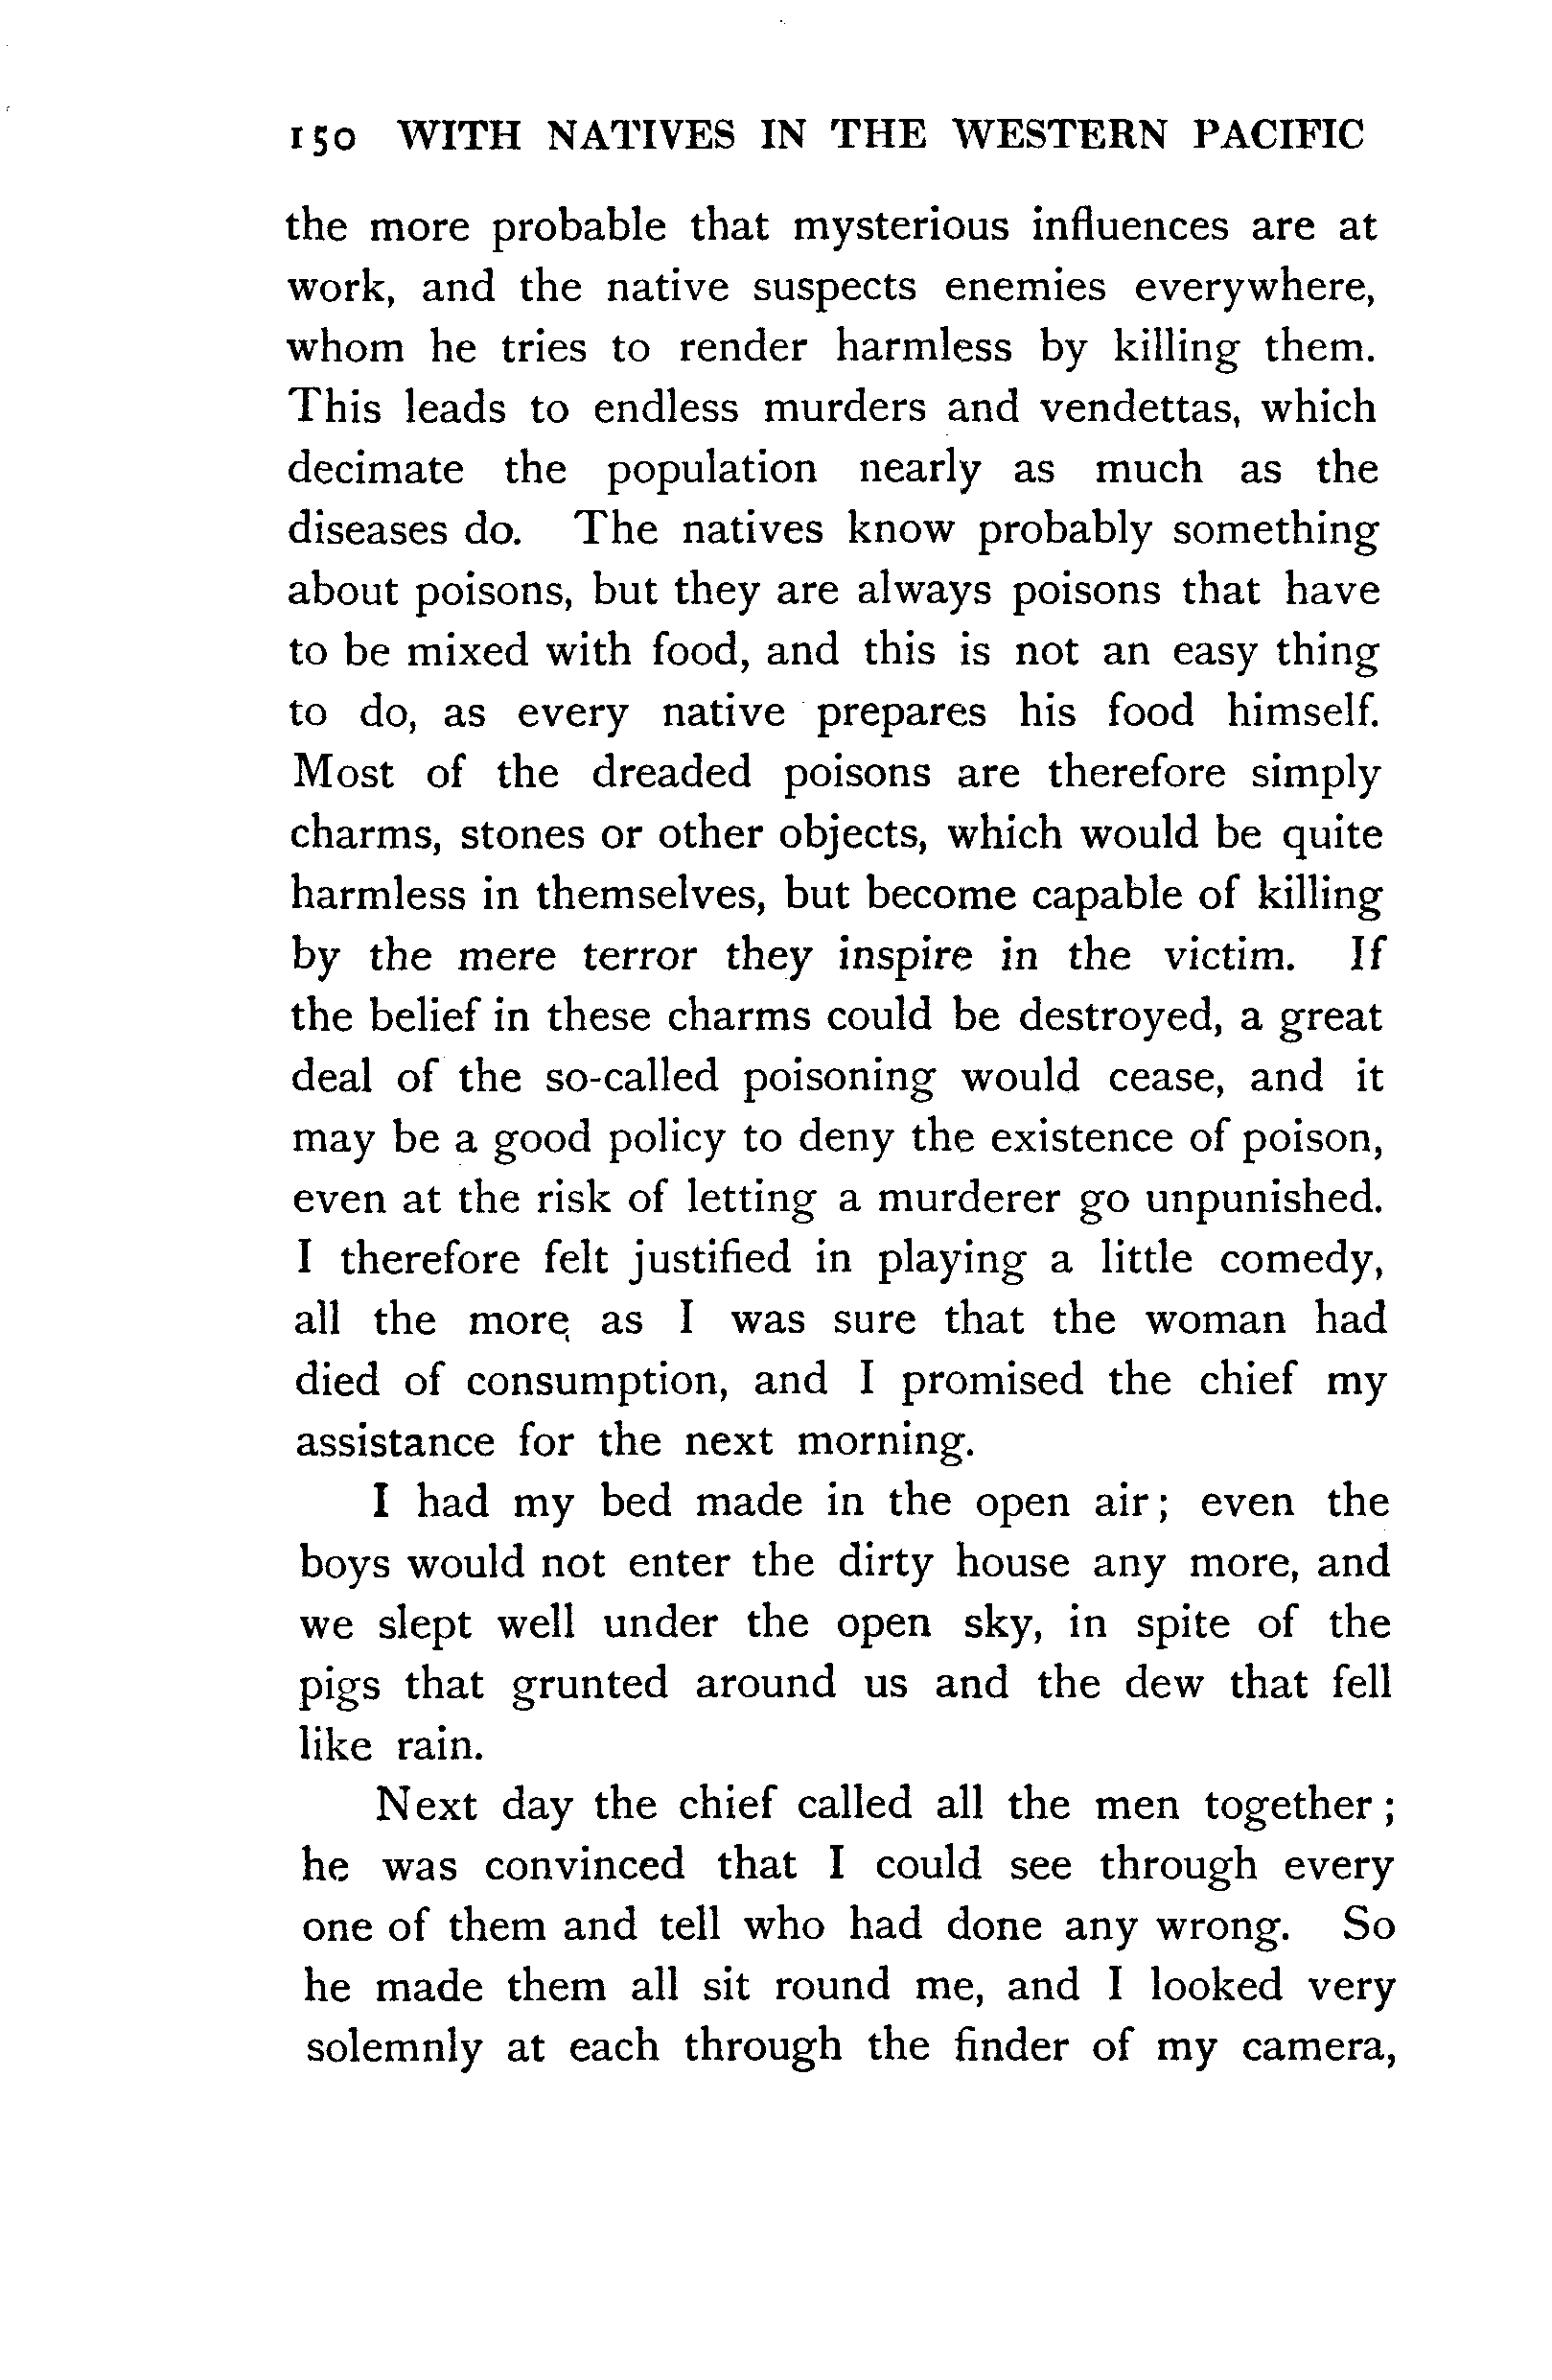 150 WITH NATIVES IN THE WESTERN PACIFIC
the more probable that mysterious influences are at
work, and the native suspects enemies everywhere,
whom he tries to render harmless by killing them.
This leads to endless murders and vendettas, which
decimate the population nearly as much as the
diseases do. The natives know probably something
about poisons, but they are always poisons that have
to be mixed with food, and this is not an easy thing
to do, as every native prepares his food himself.
Most of the dreaded poisons are therefore simply
charms, stones or other objects, which would be quite
harmless in themselves, but become capable of killing
by the mere terror they inspire in the victim. If
the belief in these charms could be destroyed, a great
deal of the so-called poisoning would cease, and it
may be a good policy to deny the existence of poison,
even at the risk of letting a murderer go unpunished.
I therefore felt justified in playing a little comedy,
all the more as I was sure that the woman had
died of consumption, and I promised the chief my
assistance for the next morning.
I had my bed made in the open air; even the
boys would not enter the dirty house any more, and
we slept well under the open sky, in spite of the
pigs that grunted around us and the dew that fell
like rain.
Next day the chief called all the men together;
he was convinced that I could see through every
one of them and tell who had done any wrong. So
he made them all sit round me, and I looked very
solemnly at each through the finder of my camera,